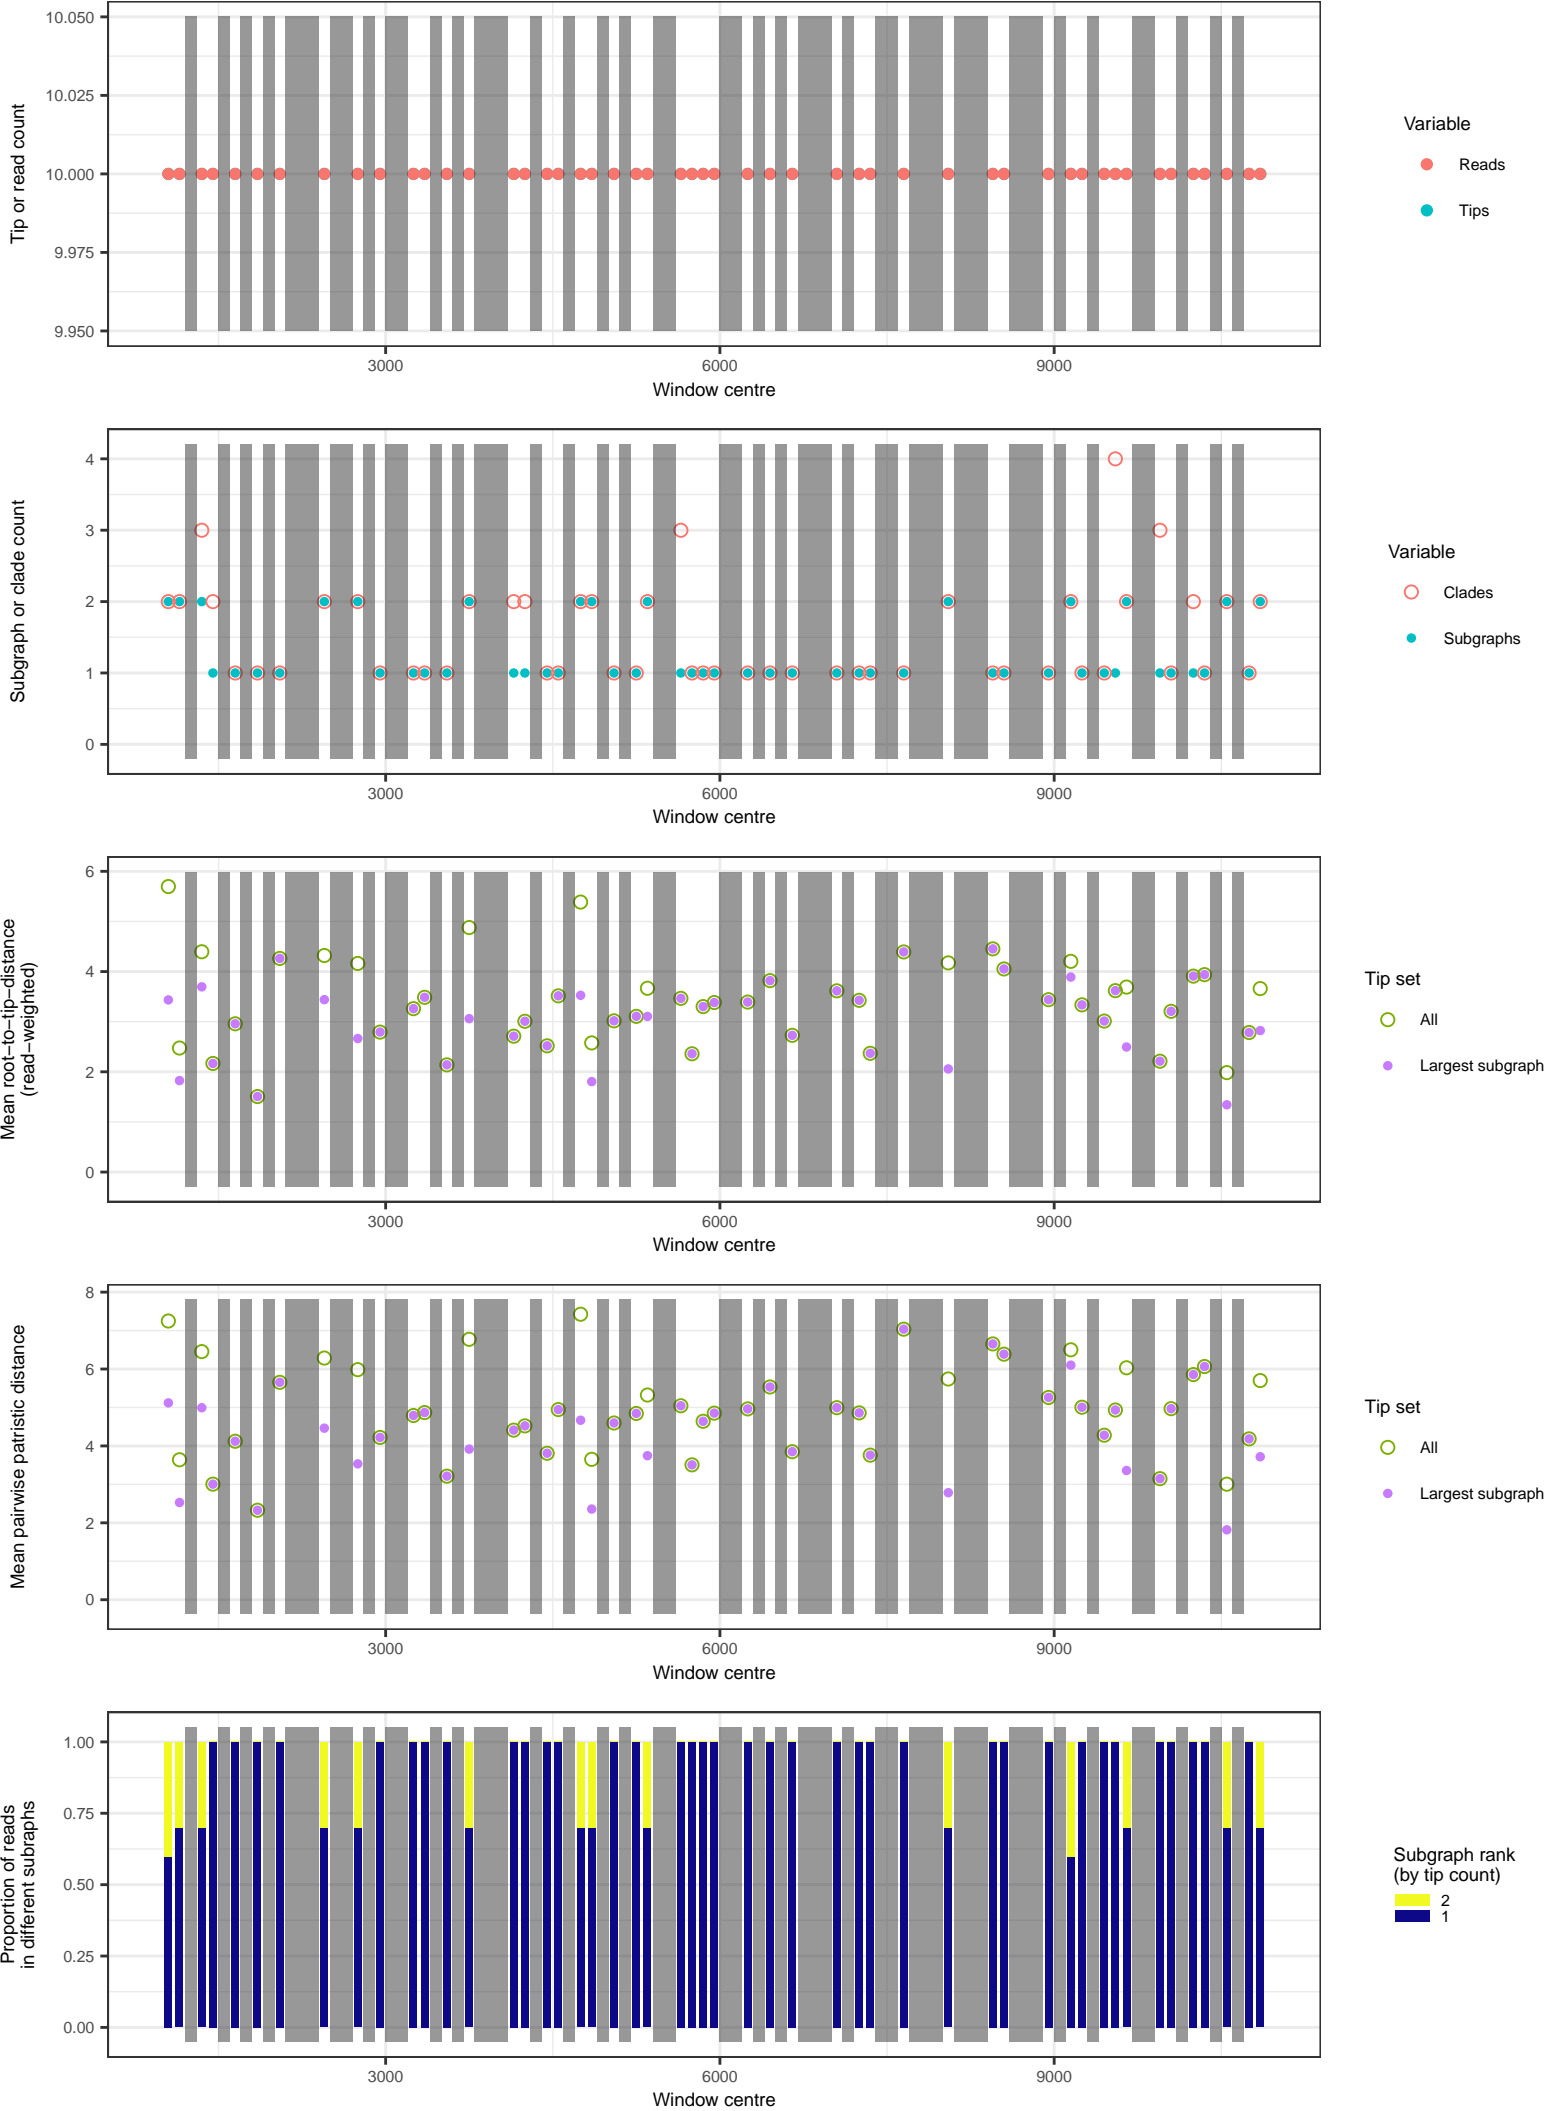 10.050
10.025
10.000
9.975
9.950
Tip or read count
3000
6000
9000
Window centre
Variable
Reads
Tips
4
3
2
1
0
Subgraph or clade count
3000
6000
9000
Window centre
Variable
Clades
Subgraphs
6
4
2
0
Mean root−to−tip−distance
(read−weighted)
3000
6000
9000
Window centre
Tip set
All
Largest subgraph
8
6
4
2
0
Mean pairwise patristic distance
3000
6000
9000
Window centre
Tip set
All
Largest subgraph
1.00
0.75
0.50
0.25
0.00
Proportion of reads
in different subraphs
3000
6000
9000
Window centre
Subgraph rank
(by tip count)
2
1